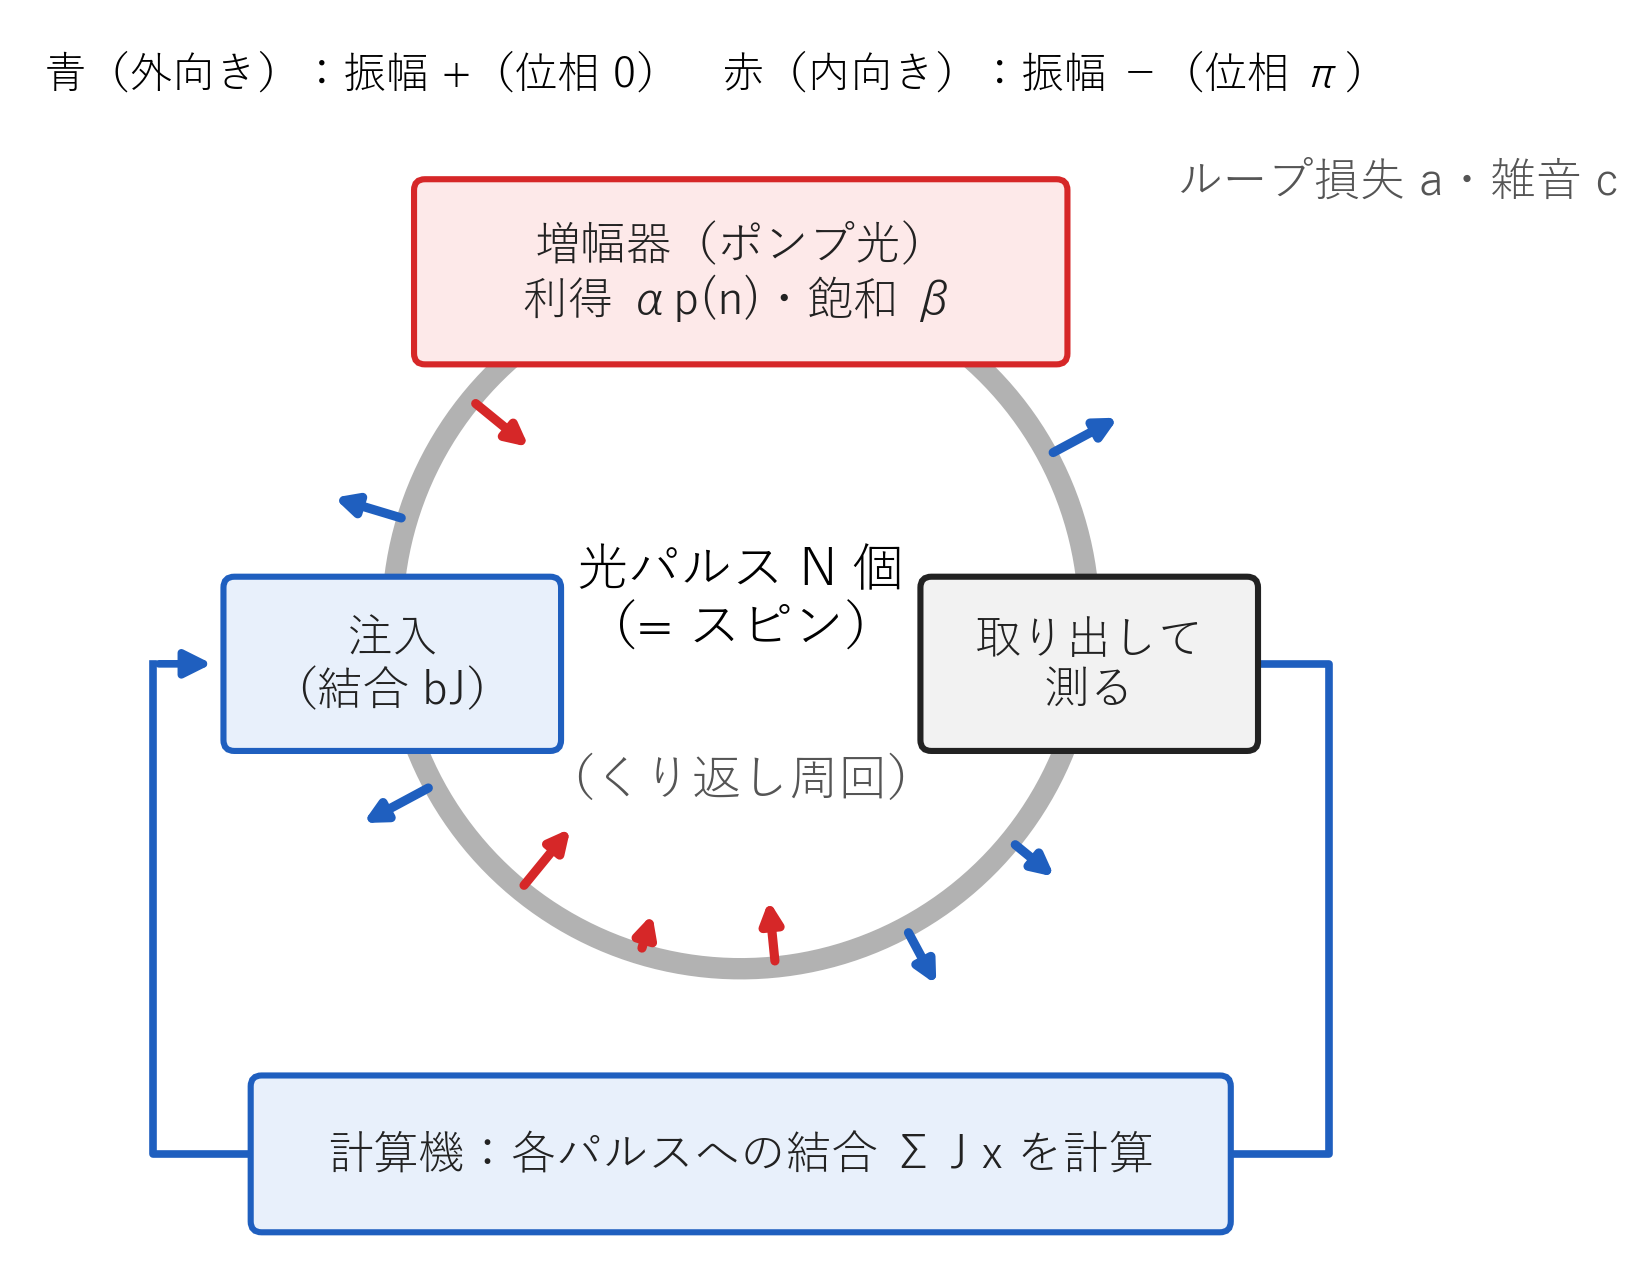 青（外向き）：振幅 +（位相 0）　赤（内向き）：振幅 −（位相 π）
ループ損失 a・雑音 c
増幅器（ポンプ光）
利得 α p(n)・飽和 β
光パルス N 個
（= スピン）
注入
（結合 bJ）
取り出して
測る
（くり返し周回）
計算機：各パルスへの結合 Σ J x を計算